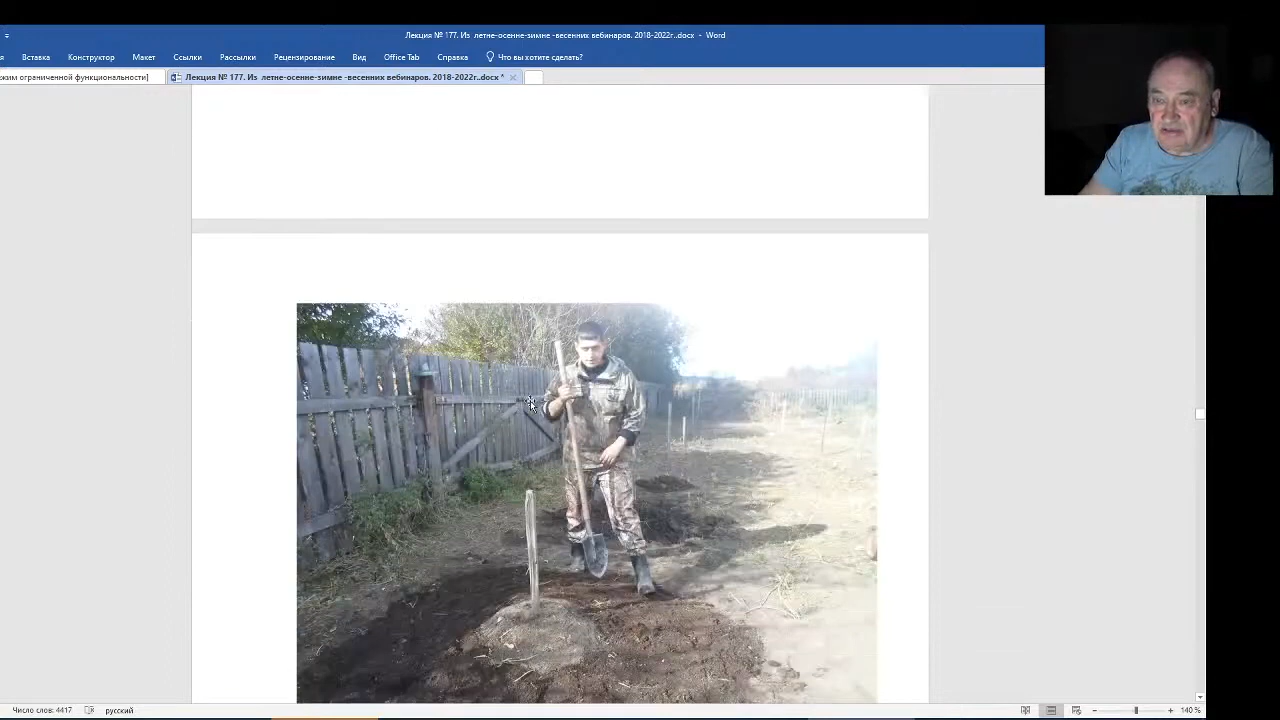 Лекция № 177. Из летне-осенне-зимне -весенних вебинаров. 2018-2022г..docx - Word
я Вставка Конструктор Макет Ссылки Рассылки Рецензирование Вид Office Tab Справка Что вы хотите сделать?
жим ограниченной функциональности] Лекция № 177. Из летне-осенне-зимне -весенних вебинаров. 2018-2022г..docx *
Число слов: 4417 русский 140 %